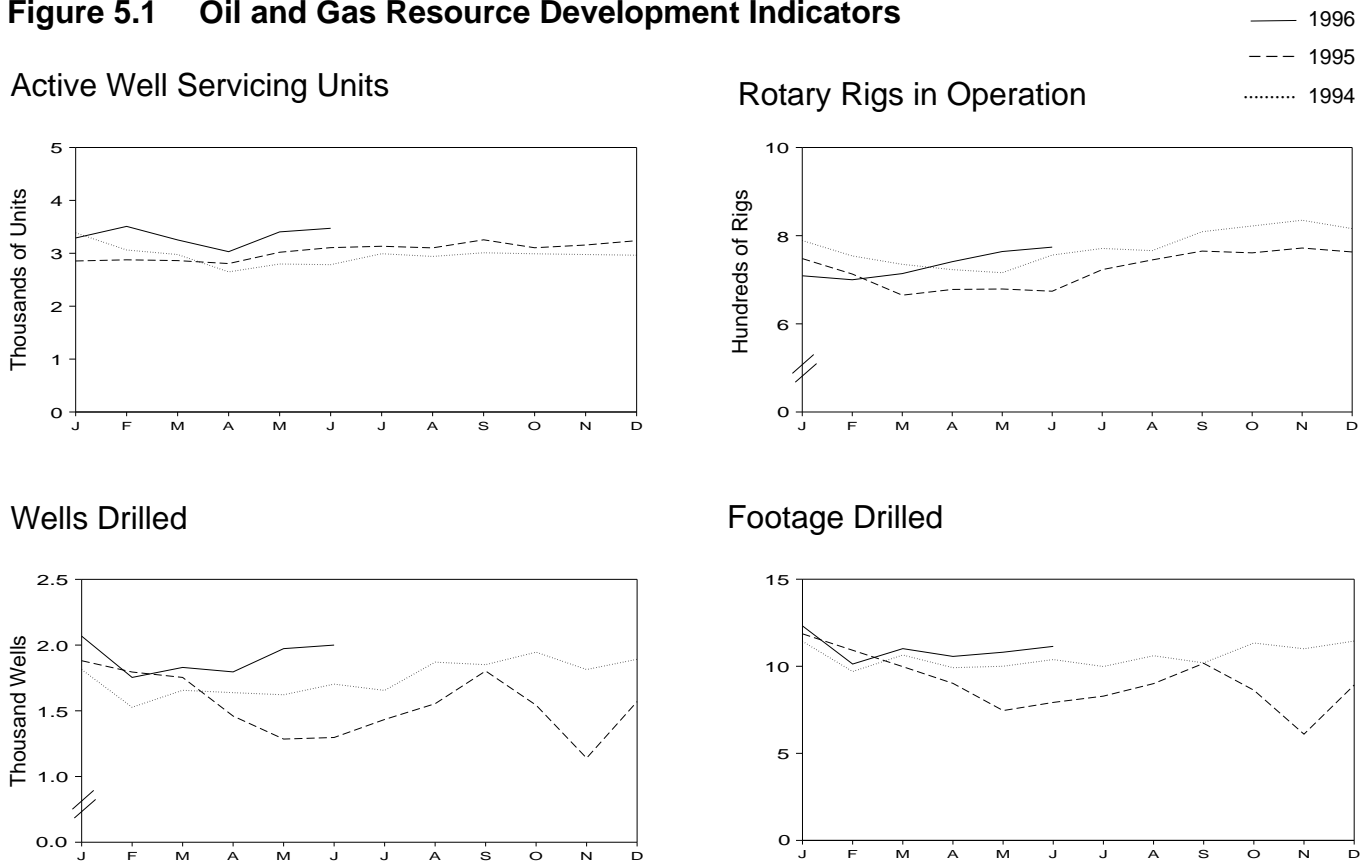 Figure 5.1 Oil and Gas Resource Development Indicators
1996
1995
1994
Active Well Servicing Units
Thousands of Units
5
4
3
2
1
0
J F M A M J J A S O N D
Rotary Rigs in Operation
Hundreds of Rigs
10
8
6
0
J F M A M J J A S O N D
Wells Drilled
Thousand Wells
2.5
2.0
1.5
1.0
0.0
J F M A M J J A S O N D
Footage Drilled
15
10
5
0
J F M A M J J A S O N D